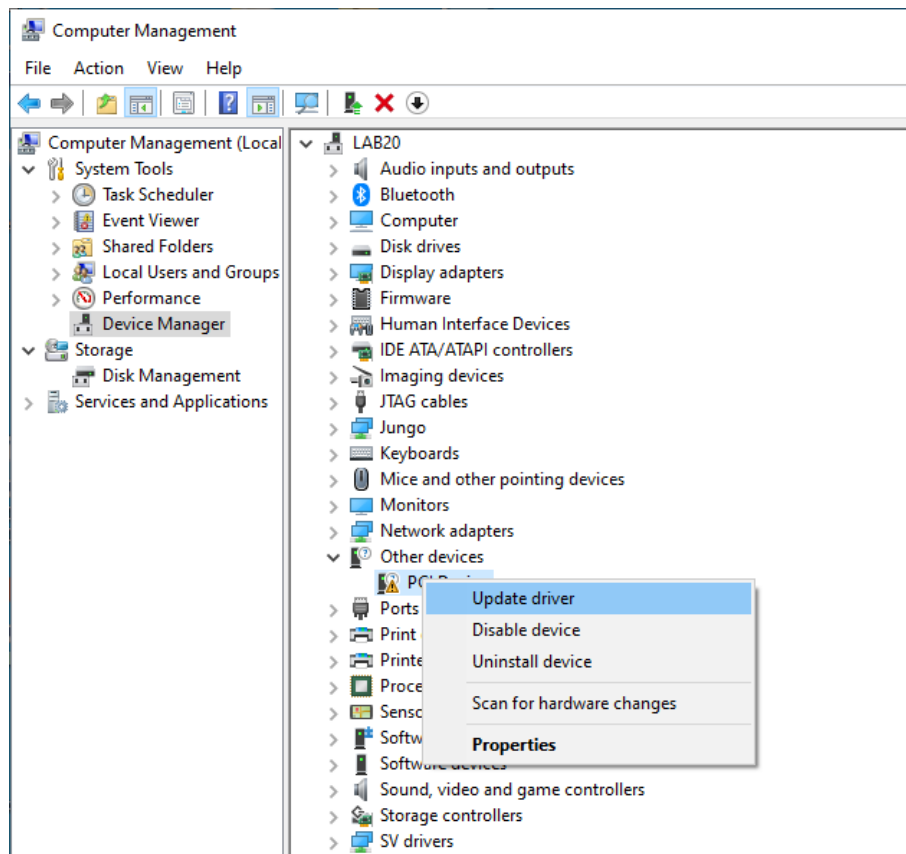 Computer Management
File Action View Help
Computer Management (Local
System Tools
Task Scheduler
Event Viewer
Shared Folders
Local Users and Groups
Performance
Device Manager
Storage
Disk Management
Services and Applications
LAB20
Audio inputs and outputs
Bluetooth
Computer
Disk drives
Display adapters
Firmware
Human Interface Devices
IDE ATA/ATAPI controllers
Imaging devices
JTAG cables
Jungo
Keyboards
Mice and other pointing devices
Monitors
Network adapters
Other devices
Ports
Print
Printe
Proce
Senso
Softw
Software devices
Sound, video and game controllers
Storage controllers
SV drivers
Update driver
Disable device
Uninstall device
Scan for hardware changes
Properties